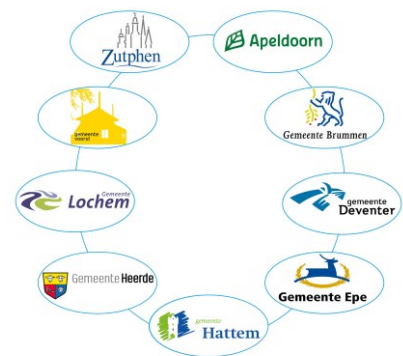 Zutphen
Apeldoorn
gemeente
voorst
Gemeente Brummen
Gemeente
Lochem
gemeente
Deventer
Gemeente Heerde
Gemeente Epe
gemeente
Hattem